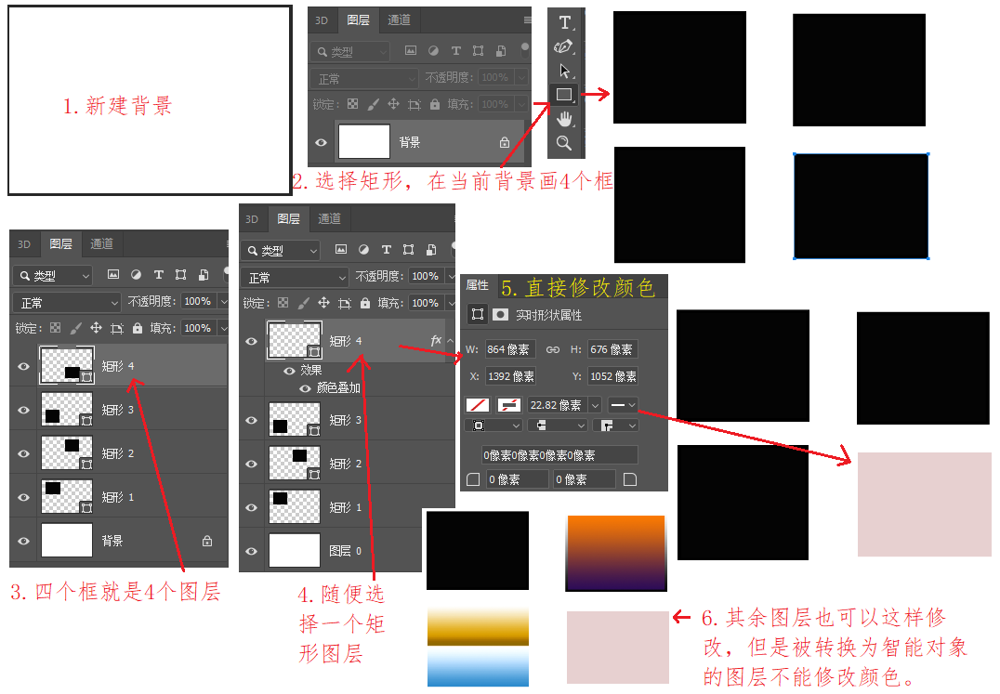 1.新建背景
3D 图层 通道
类型
正常 不透明度: 100%
锁定: 填充: 100%
背景
T
2.选择矩形，在当前背景画4个框
3D 图层 通道
类型
正常 不透明度: 100%
锁定: 填充: 100%
矩形 4
矩形 3
矩形 2
矩形 1
背景
3.四个框就是4个图层
3D 图层 通道
类型
正常 不透明度: 100%
锁定: 填充: 100%
矩形 4 fx
效果
颜色叠加
矩形 3
矩形 2
矩形 1
图层 0
4.随便选
择一个矩
形图层
属性 5.直接修改颜色
实时形状属性
W: 864 像素 H: 676 像素
X: 1392 像素 Y: 1052 像素
22.82 像素
0像素0像素0像素0像素
0 像素 0 像素
6.其余图层也可以这样修
改，但是被转换为智能对象
的图层不能修改颜色。